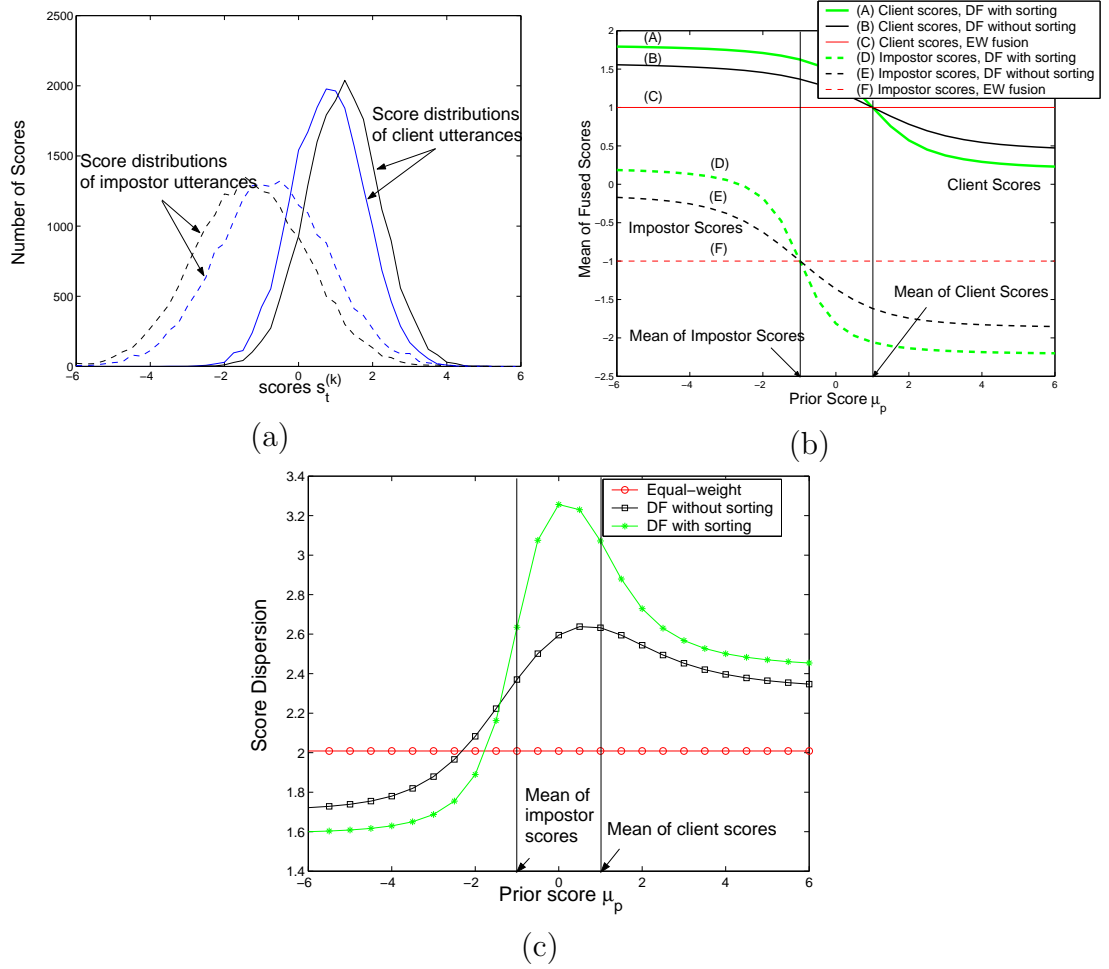 2500
2000
1500
1000
500
0
−6
−4
−2
0
2
4
6
Number of Scores
scores s_t^(k)
Score distributions
of client utterances
Score distributions
of impostor utterances
(a)
(A) Client scores, DF with sorting
(B) Client scores, DF without sorting
(C) Client scores, EW fusion
(D) Impostor scores, DF with sorting
(E) Impostor scores, DF without sorting
(F) Impostor scores, EW fusion
2
1.5
1
0.5
0
−0.5
−1
−1.5
−2
−2.5
−6
−4
−2
0
2
4
6
Mean of Fused Scores
Prior Score μ_p
(A)
(B)
(C)
(D)
(E)
(F)
Client Scores
Impostor Scores
Mean of Client Scores
Mean of Impostor Scores
(b)
3.4
3.2
3
2.8
2.6
2.4
2.2
2
1.8
1.6
1.4
−6
−4
−2
0
2
4
6
Score Dispersion
Prior score μ_p
Equal−weight
DF without sorting
DF with sorting
Mean of
impostor
scores
Mean of client scores
(c)